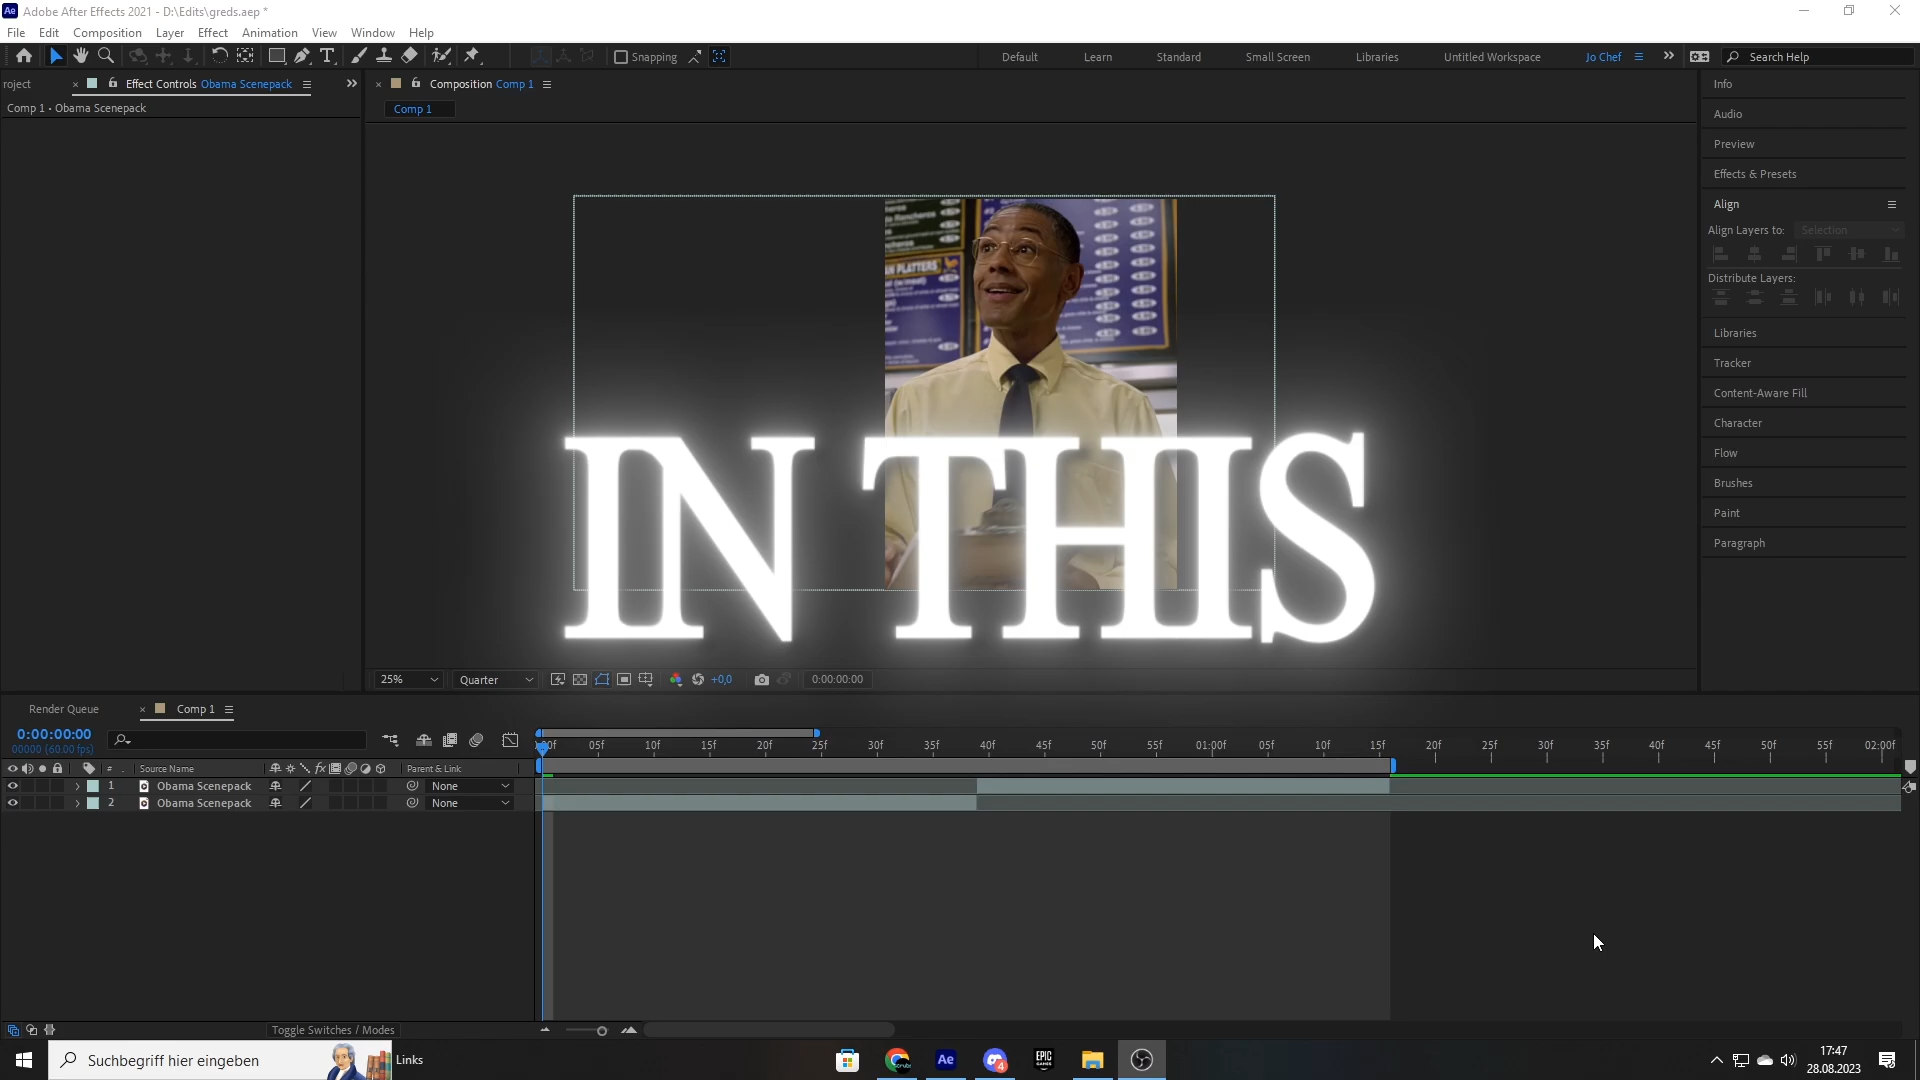 Ae Adobe After Effects 2021 - D:\Edits\greds.aep *
File Edit Composition Layer Effect Animation View Window Help
Snapping
Default Learn Standard Small Screen Libraries Untitled Workspace Jo Chef Search Help
roject Effect Controls Obama Scenepack
Comp 1 • Obama Scenepack
Composition Comp 1
Comp 1
Info
Audio
Preview
Effects & Presets
Align
Align Layers to: Selection
Distribute Layers:
Libraries
Tracker
Content-Aware Fill
Character
Flow
Brushes
Paint
Paragraph
PLATTERS
IN THIS
25% Quarter +0,0 0:00:00:00
Render Queue Comp 1
0:00:00:00
00000 (60.00 fps)
05f 10f 15f 20f 25f 30f 35f 40f 45f 50f 55f 01:00f 05f 10f 15f 20f 25f 30f 35f 40f 45f 50f 55f 02:00f
# Source Name fx Parent & Link
1 Obama Scenepack None
2 Obama Scenepack None
Toggle Switches / Modes
Suchbegriff hier eingeben Links
Ae EPIC GAMES 4
17:47
28.08.2023